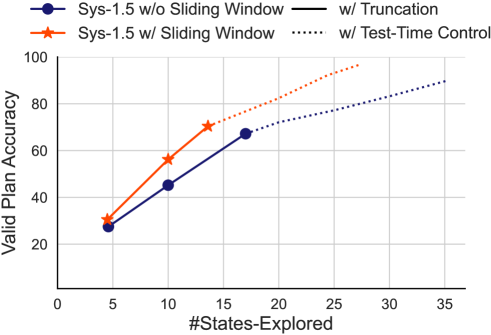 Sys-1.5 w/o Sliding Window w/ Truncation
Sys-1.5 w/ Sliding Window w/ Test-Time Control
100
80
60
40
20
Valid Plan Accuracy
0 5 10 15 20 25 30 35
#States-Explored